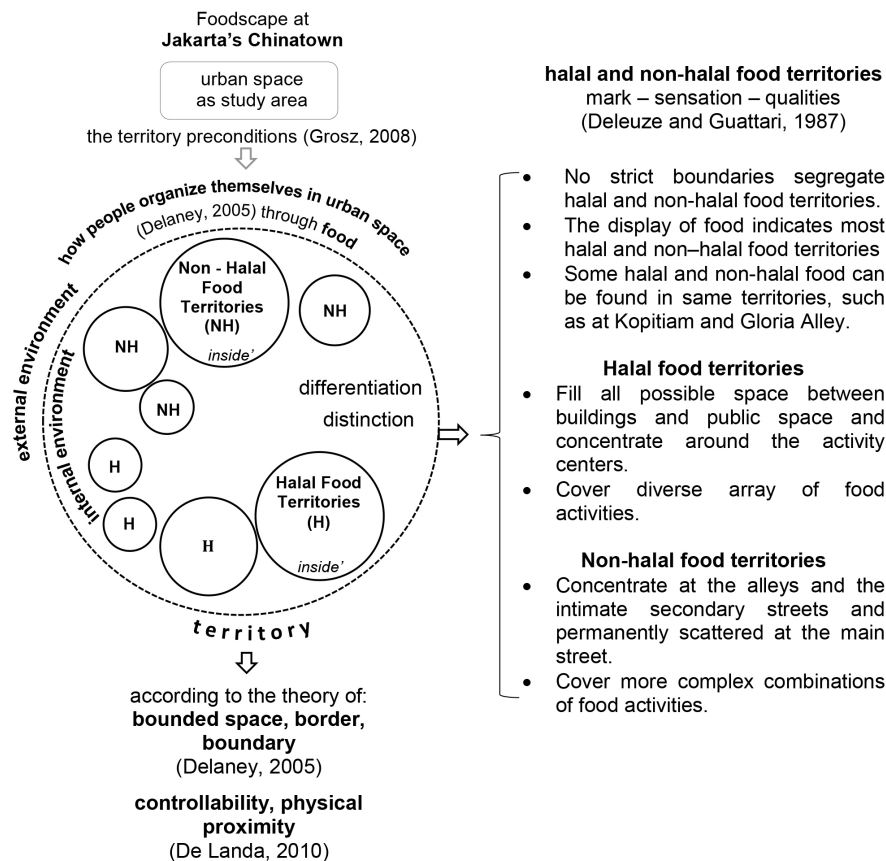 Foodscape at
Jakarta's Chinatown
urban space
as study area
the territory preconditions (Grosz, 2008)
how people organize themselves in urban space
(Delaney, 2005) through food
external environment
internal environment
Non - Halal
Food
Territories
(NH)
inside'
NH
NH
NH
differentiation
distinction
H
H
H
Halal Food
Territories
(H)
inside'
territory
according to the theory of:
bounded space, border,
boundary
(Delaney, 2005)
controllability, physical
proximity
(De Landa, 2010)
halal and non-halal food territories
mark – sensation – qualities
(Deleuze and Guattari, 1987)
• No strict boundaries segregate
halal and non-halal food territories.
• The display of food indicates most
halal and non–halal food territories
• Some halal and non-halal food can
be found in same territories, such
as at Kopitiam and Gloria Alley.
Halal food territories
• Fill all possible space between
buildings and public space and
concentrate around the activity
centers.
• Cover diverse array of food
activities.
Non-halal food territories
• Concentrate at the alleys and the
intimate secondary streets and
permanently scattered at the main
street.
• Cover more complex combinations
of food activities.